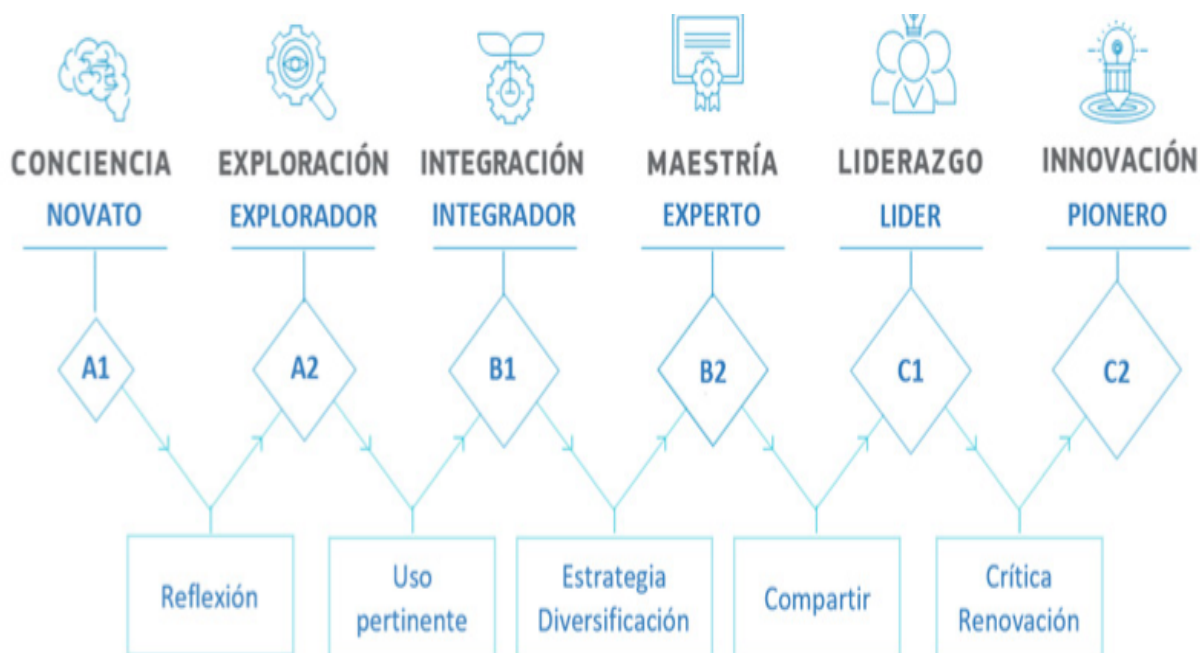 CONCIENCIA EXPLORACIÓN INTEGRACIÓN MAESTRÍA LIDERAZGO INNOVACIÓN
NOVATO EXPLORADOR INTEGRADOR EXPERTO LIDER PIONERO
A1 A2 B1 B2 C1 C2
Reflexión
Uso
pertinente
Estrategia
Diversificación
Compartir
Crítica
Renovación